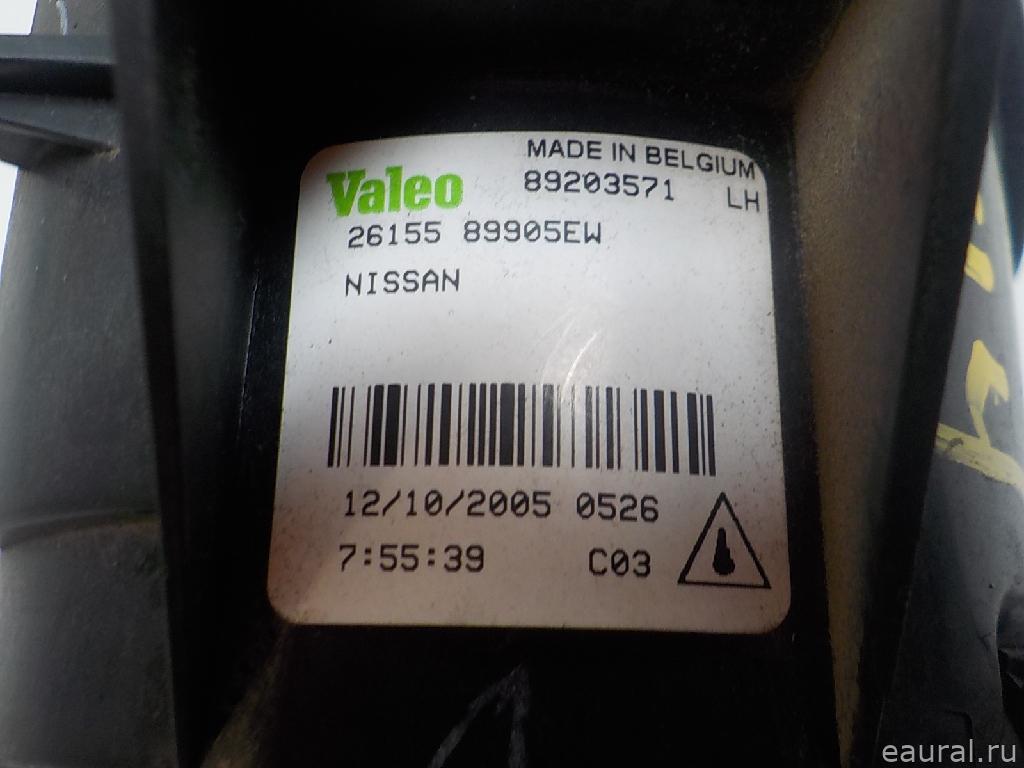 MADE IN BELGIUM
Valeo 89203571 LH
26155 89905EW
NISSAN
12/10/2005 0526
7:55:39 C03
eaural.ru